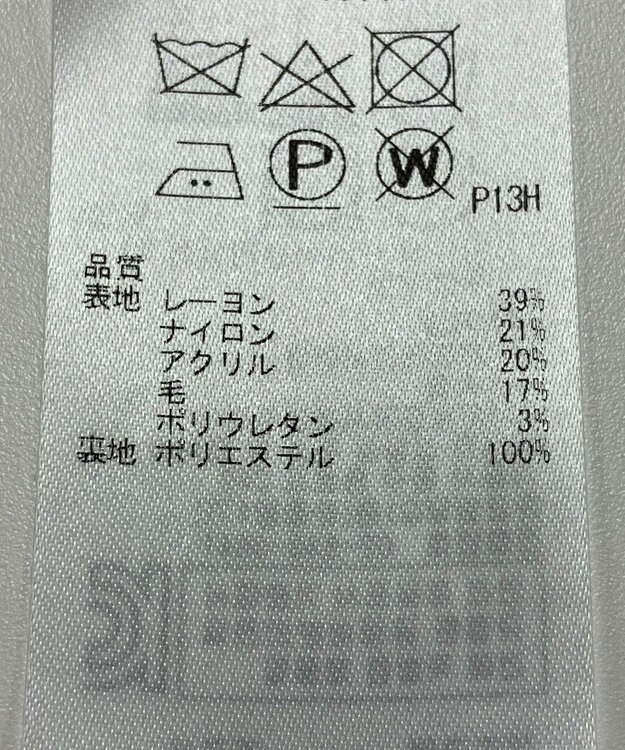 P
W
P13H
品質
表地 レーヨン 39%
ナイロン 21%
アクリル 20%
毛 17%
ポリウレタン 3%
裏地 ポリエステル 100%